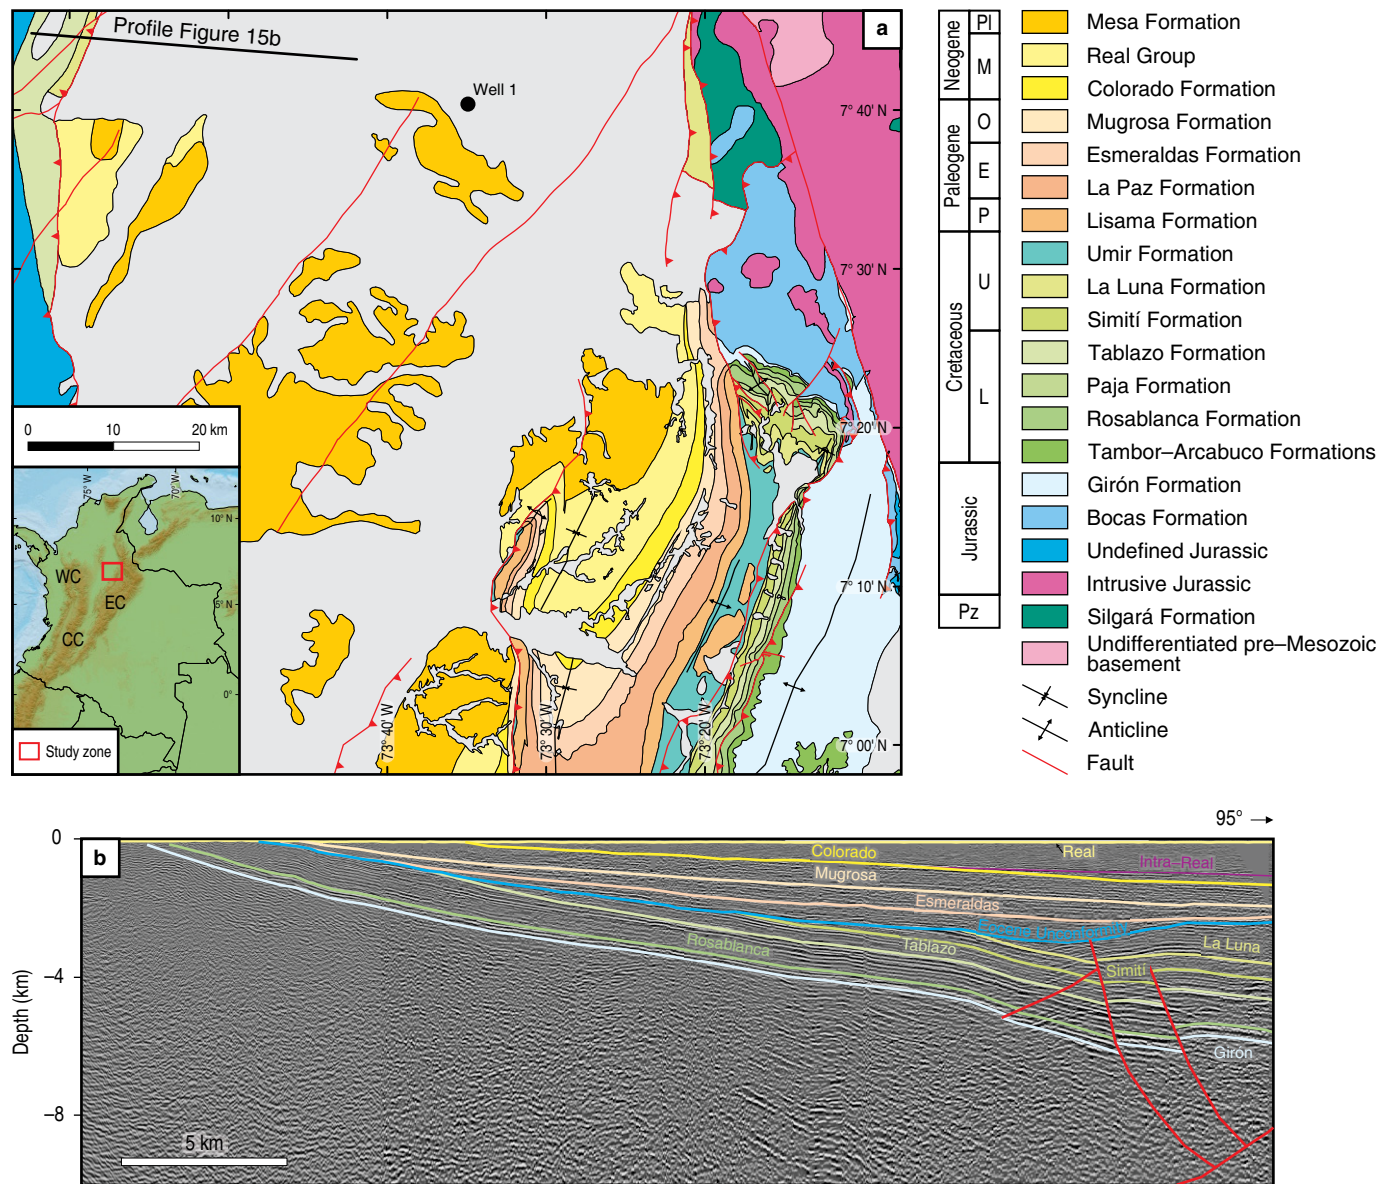 Profile Figure 15b
a
Well 1
7° 40' N
7° 30' N
7° 20' N
7° 10' N
7° 00' N
73° 40' W
73° 30' W
73° 20' W
0 10 20 km
75° W
70° W
10° N
5° N
0°
WC
EC
CC
Study zone
Neogene
Pl
M
Paleogene
O
E
P
Cretaceous
U
L
Jurassic
Pz
Mesa Formation
Real Group
Colorado Formation
Mugrosa Formation
Esmeraldas Formation
La Paz Formation
Lisama Formation
Umir Formation
La Luna Formation
Simití Formation
Tablazo Formation
Paja Formation
Rosablanca Formation
Tambor–Arcabuco Formations
Girón Formation
Bocas Formation
Undefined Jurassic
Intrusive Jurassic
Silgará Formation
Undifferentiated pre–Mesozoic
basement
Syncline
Anticline
Fault
95°
b
0
–4
–8
Depth (km)
Colorado
Real
Intra_Real
Mugrosa
Esmeraldas
Eocene Unconformity
Rosablanca
Tablazo
La Luna
Simití
Girón
5 km